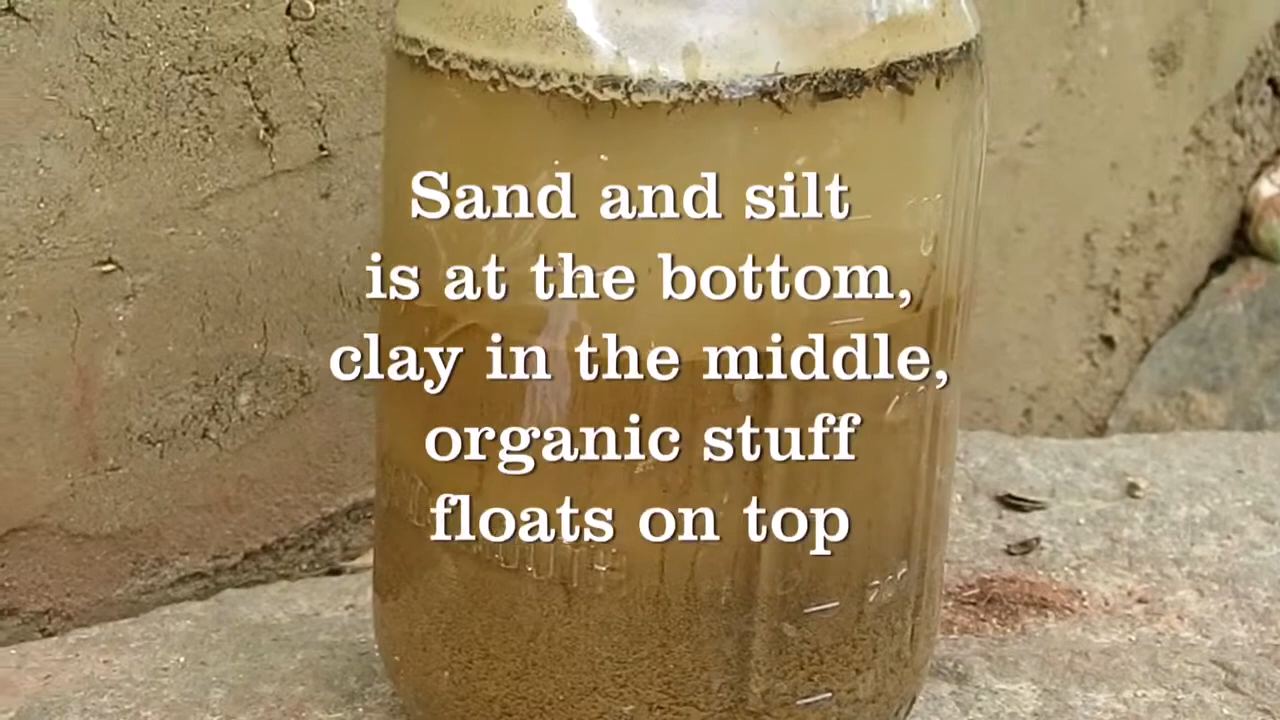 Sand and silt
is at the bottom,
clay in the middle,
organic stuff
floats on top